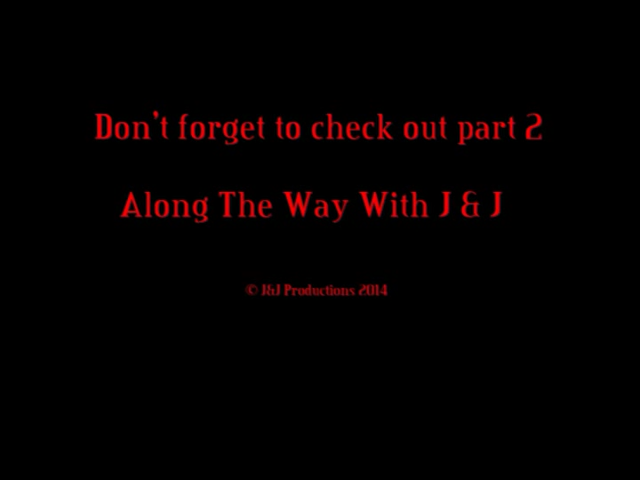 Don't forget to check out part 2
Along The Way With J & J
© J&J Productions 2014